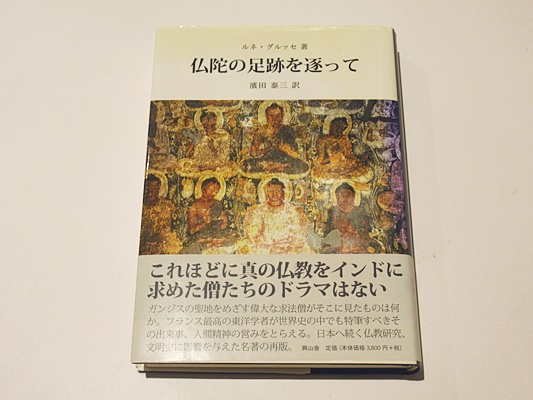 ルネ・グルッセ 著
仏陀の足跡を逐って
濱田 泰三 訳
これほどに真の仏教をインドに
求めた僧たちのドラマはない
ガンジスの聖地をめざす偉大な求法僧がそこに見たものは何
か。フランス最高の東洋学者が世界史の中でも特筆すべきそ
の出来事、人間精神の営みをとらえる。日本へ続く仏教研究、
文明史に影響を与えた名著の再版。 興山舎 定価（本体価格3,800円+税）